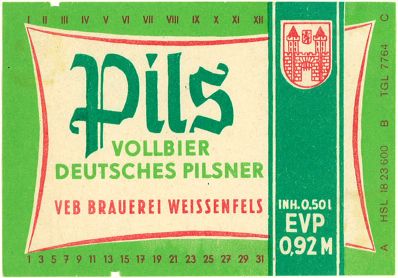 I II III IV V VI VII VIII IX X XI XII
Pils
VOLLBIER
DEUTSCHES PILSNER
VEB BRAUEREI WEISSENFELS
INH. 0,50 l
EVP
0,92 M
1 3 5 7 9 11 13 15 17 19 21 23 25 27 29 31
A HSL 18 23 600 B TGL 7764 C